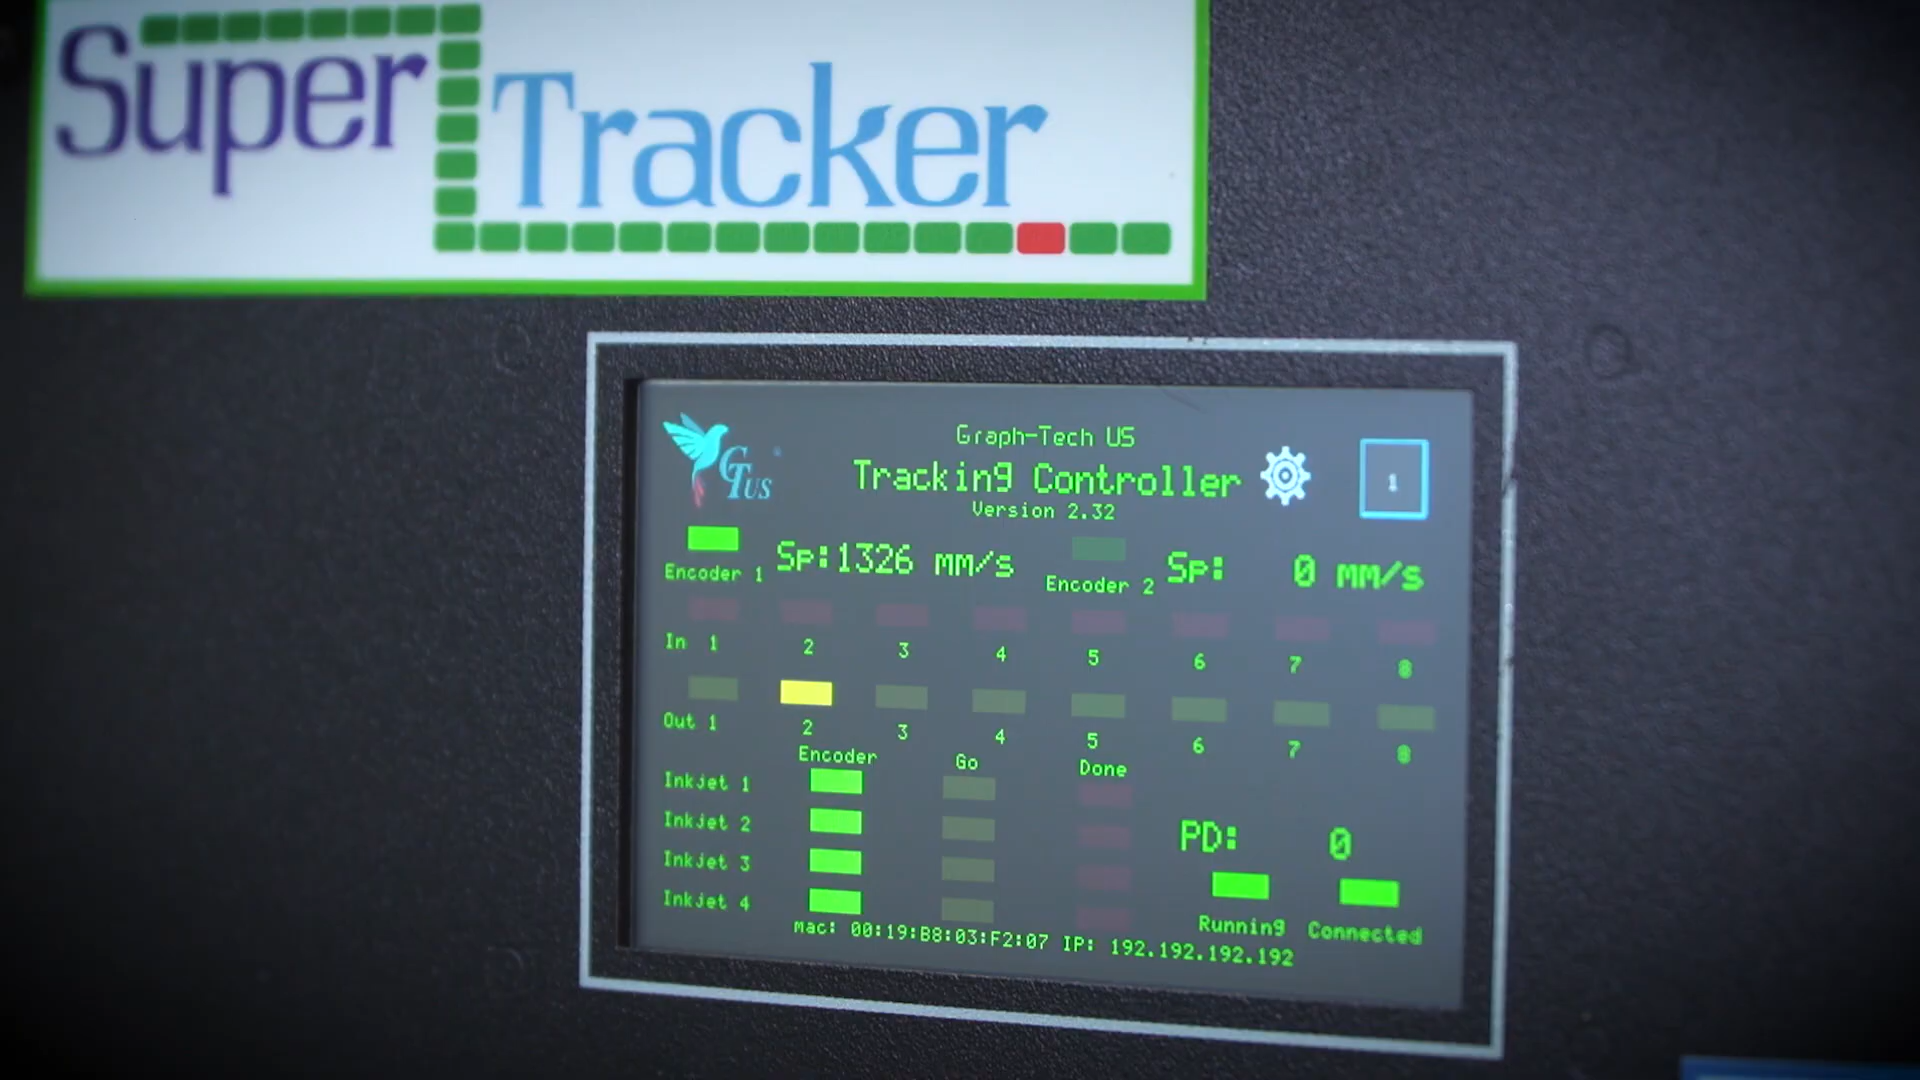 Super Tracker
GTUS
Graph-Tech US
Tracking Controller
1
Version 2.32
Encoder 1 Sp:1326 mm/s Encoder 2 Sp: 0 mm/s
In 1 2 3 4 5 6 7 8
Out 1 2 3 4 5 6 7 8
Encoder Go Done
Inkjet 1
Inkjet 2
PD: 0
Inkjet 3
Inkjet 4
Running Connected
mac: 00:19:B8:03:F2:07 IP: 192.192.192.192